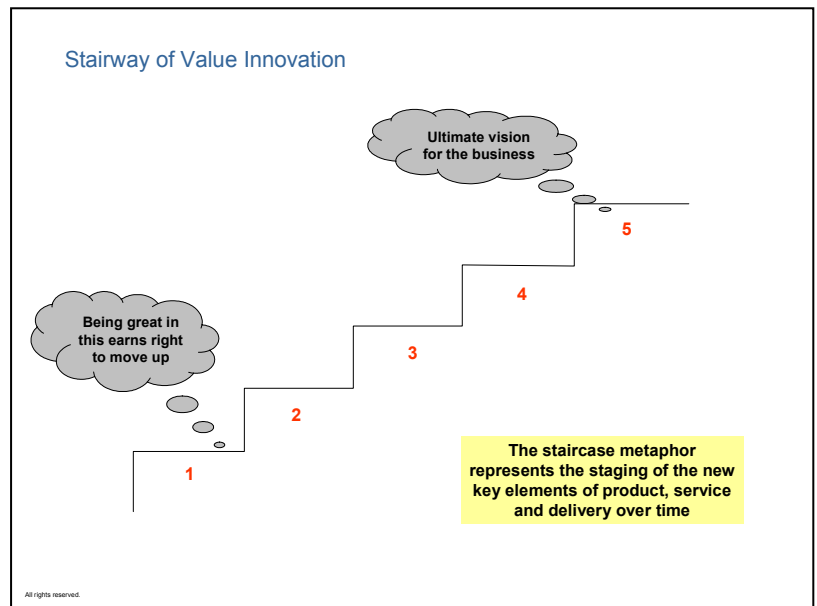 Stairway of Value Innovation
Ultimate vision
for the business
5
4
Being great in
this earns right
to move up
3
2
1
The staircase metaphor
represents the staging of the new
key elements of product, service
and delivery over time
All rights reserved.